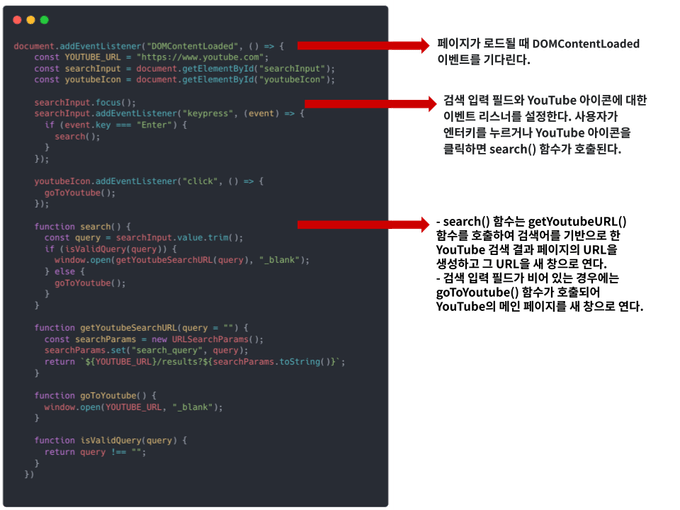 document.addEventListener("DOMContentLoaded", () => {
const YOUTUBE_URL = "https://www.youtube.com";
const searchInput = document.getElementById("searchInput");
const youtubeIcon = document.getElementById("youtubeIcon");
searchInput.focus();
searchInput.addEventListener("keypress", (event) => {
if (event.key === "Enter") {
search();
}
});
youtubeIcon.addEventListener("click", () => {
goToYoutube();
});
function search() {
const query = searchInput.value.trim();
if (isValidQuery(query)) {
window.open(getYoutubeSearchURL(query), "_blank");
} else {
goToYoutube();
}
}
function getYoutubeSearchURL(query = "") {
const searchParams = new URLSearchParams();
searchParams.set("search_query", query);
return `${YOUTUBE_URL}/results?${searchParams.toString()}`;
}
function goToYoutube() {
window.open(YOUTUBE_URL, "_blank");
}
function isValidQuery(query) {
return query !== "";
}
})
페이지가 로드될 때 DOMContentLoaded
이벤트를 기다린다.
검색 입력 필드와 YouTube 아이콘에 대한
이벤트 리스너를 설정한다. 사용자가
엔터키를 누르거나 YouTube 아이콘을
클릭하면 search() 함수가 호출된다.
- search() 함수는 getYoutubeURL()
함수를 호출하여 검색어를 기반으로 한
YouTube 검색 결과 페이지의 URL을
생성하고 그 URL을 새 창으로 연다.
- 검색 입력 필드가 비어 있는 경우에는
goToYoutube() 함수가 호출되어
YouTube의 메인 페이지를 새 창으로 연다.